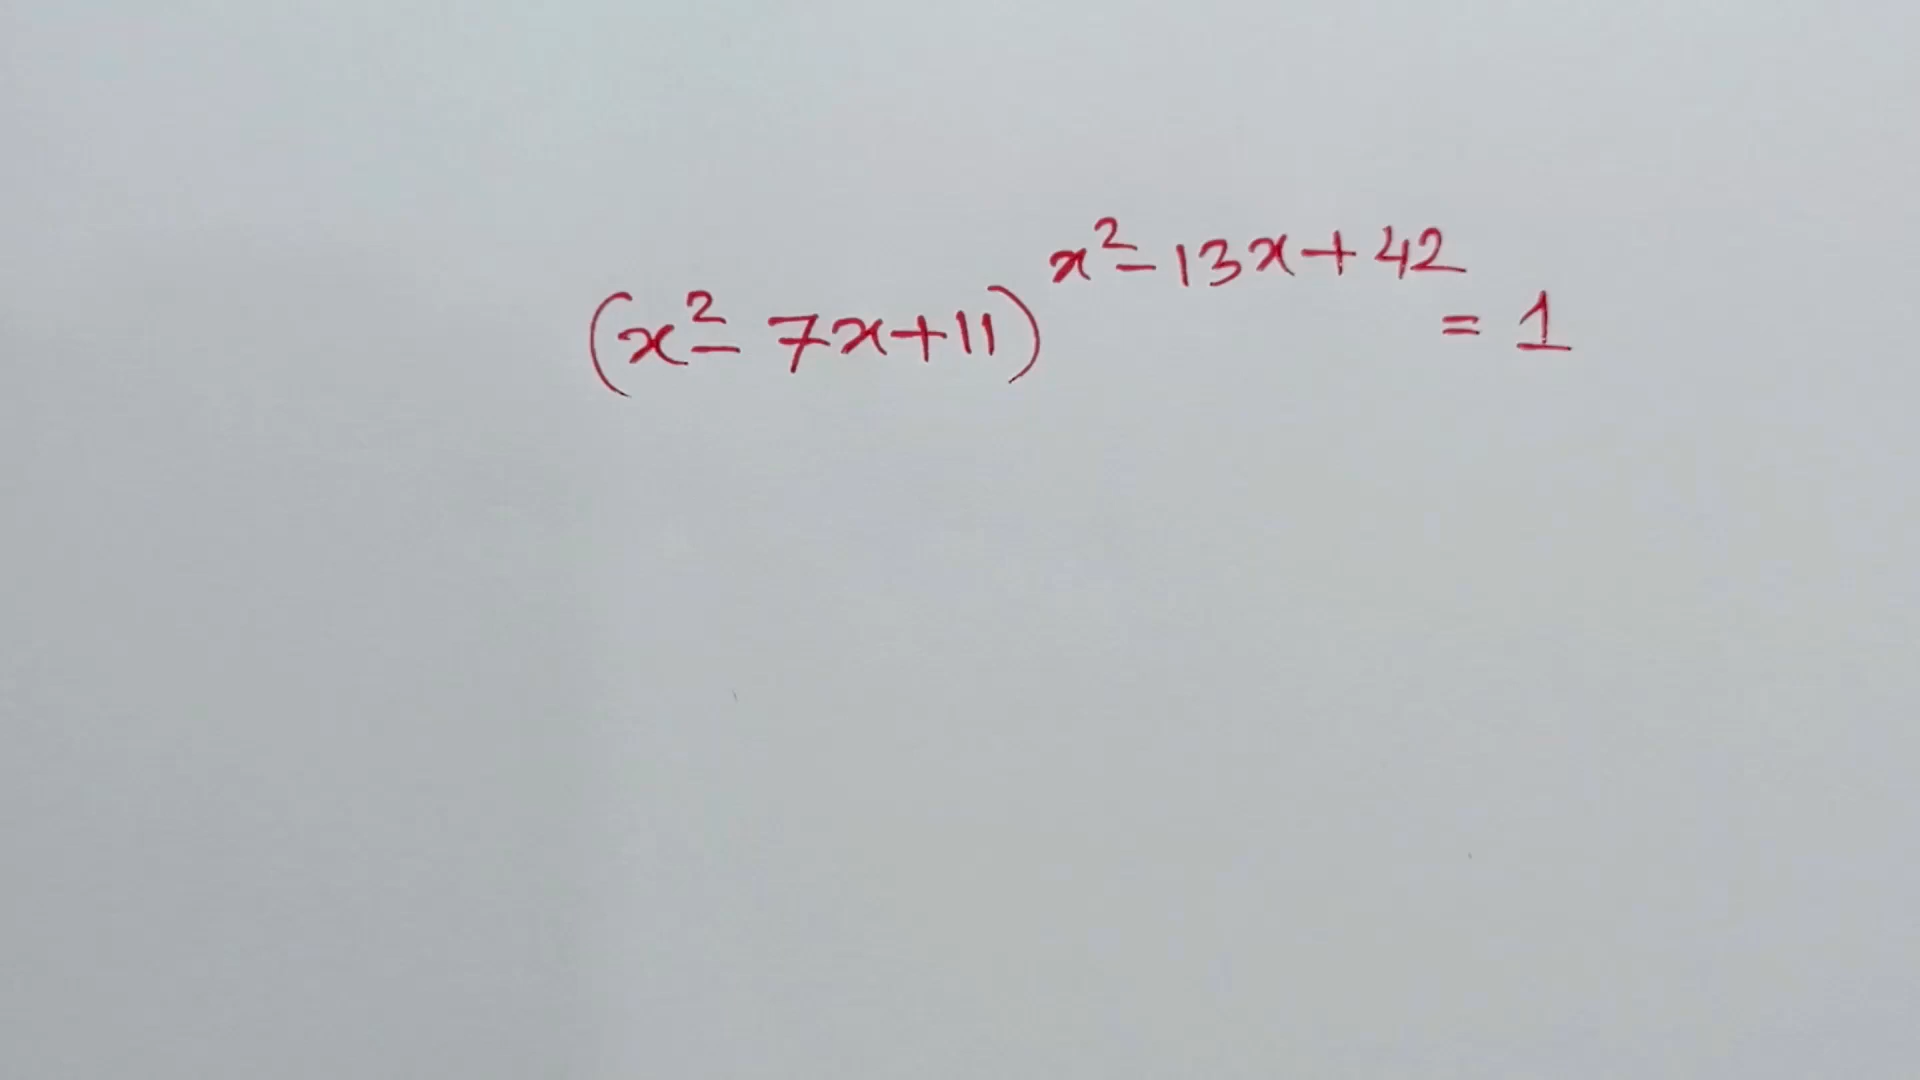 (x²- 7x+11)^(x²-13x+42) = 1